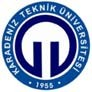 KARADENİZ TEKNİK ÜNİVERSİTESİ
• 1955 •